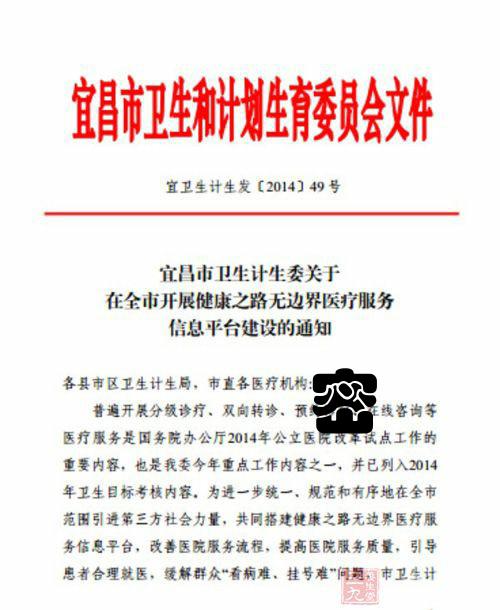 宜昌市卫生和计划生育委员会文件
宜卫生计生发〔2014〕49号
宜昌市卫生计生委关于
在全市开展健康之路无边界医疗服务
信息平台建设的通知
各县市区卫生计生局，市直各医疗机构：
密
普遍开展分级诊疗、双向转诊、预 在线咨询等
医疗服务是国务院办公厅2014年公立医院改革试点工作的
重要内容，也是我委今年重点工作内容之一，并已列入2014
年卫生目标考核内容。为进一步统一、规范和有序地在全市
范围引进第三方社会力量，共同搭建健康之路无边界医疗服
务信息平台，改善医院服务流程，提高医院服务质量，引导
患者合理就医，缓解群众“看病难、挂号难”问题，市卫生计